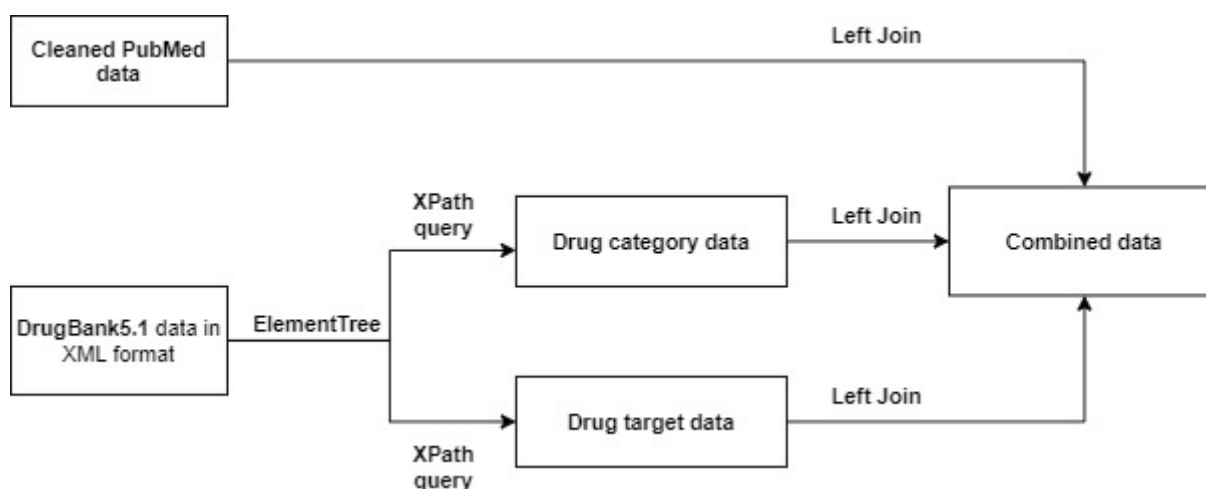 Cleaned PubMed
data
Left Join
XPath
query
Drug category data
Left Join
Combined data
DrugBank5.1 data in
XML format
ElementTree
Drug target data
Left Join
XPath
query